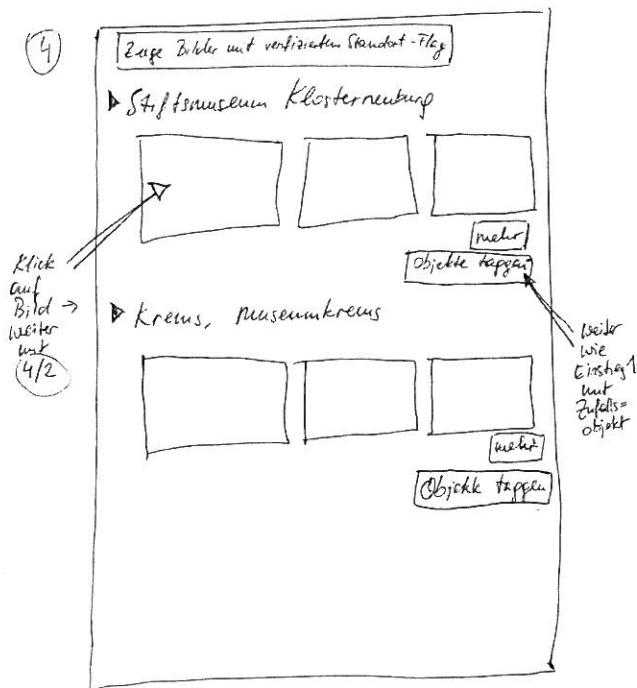 4
Zeige Bilder mit verifiziertem Standort-Flag
Stiftsmuseum Klosterneuburg
mehr
Objekte taggen
Klick
auf
Bild →
weiter
mit
4/2
Krems, museumkrems
weiter
wie
Einstieg 1
mit
Zufalls=
objekt
mehr
Objekte taggen